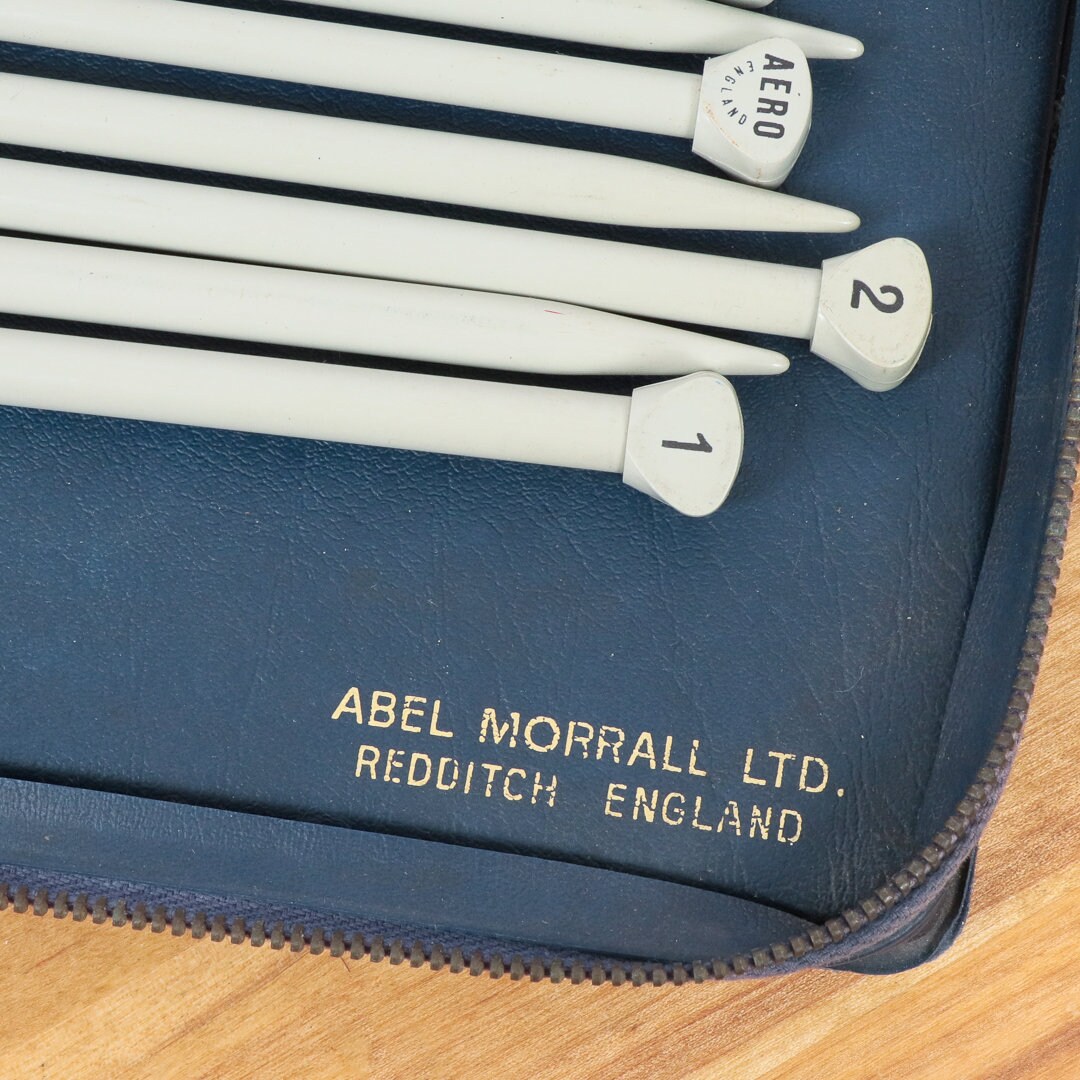 AERO
ENGLAND
2
1
ABEL MORRALL LTD.
REDDITCH ENGLAND